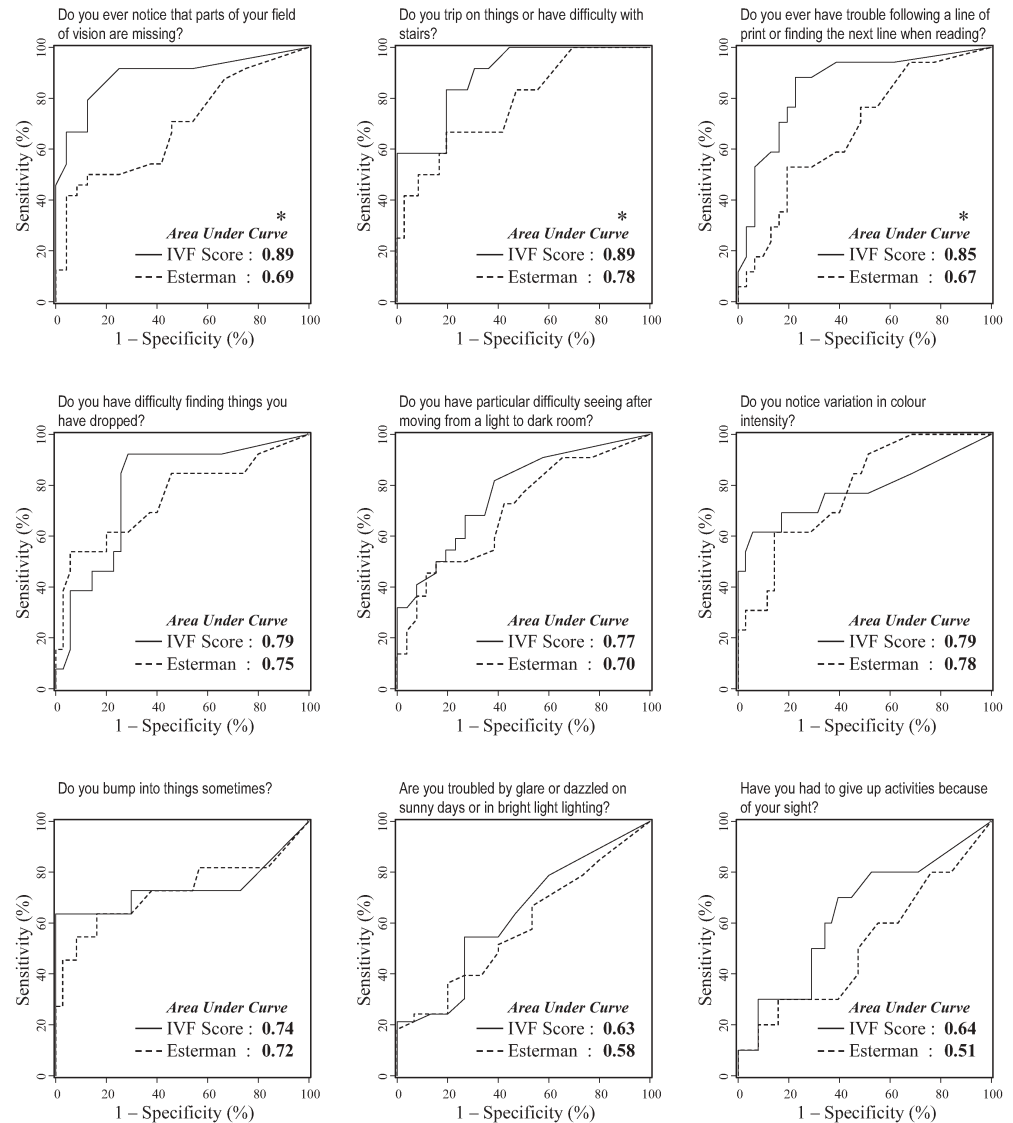 Do you ever notice that parts of your field
of vision are missing?
Sensitivity (%)
100
80
60
40
20
0
*
Area Under Curve
IVF Score : 0.89
Esterman : 0.69
0 20 40 60 80 100
1 – Specificity (%)
Do you trip on things or have difficulty with
stairs?
Sensitivity (%)
100
80
60
40
20
0
*
Area Under Curve
IVF Score : 0.89
Esterman : 0.78
0 20 40 60 80 100
1 – Specificity (%)
Do you ever have trouble following a line of
print or finding the next line when reading?
Sensitivity (%)
100
80
60
40
20
0
*
Area Under Curve
IVF Score : 0.85
Esterman : 0.67
0 20 40 60 80 100
1 – Specificity (%)
Do you have difficulty finding things you
have dropped?
Sensitivity (%)
100
80
60
40
20
0
Area Under Curve
IVF Score : 0.79
Esterman : 0.75
0 20 40 60 80 100
1 – Specificity (%)
Do you have particular difficulty seeing after
moving from a light to dark room?
Sensitivity (%)
100
80
60
40
20
0
Area Under Curve
IVF Score : 0.77
Esterman : 0.70
0 20 40 60 80 100
1 – Specificity (%)
Do you notice variation in colour
intensity?
Sensitivity (%)
100
80
60
40
20
0
Area Under Curve
IVF Score : 0.79
Esterman : 0.78
0 20 40 60 80 100
1 – Specificity (%)
Do you bump into things sometimes?
Sensitivity (%)
100
80
60
40
20
0
Area Under Curve
IVF Score : 0.74
Esterman : 0.72
0 20 40 60 80 100
1 – Specificity (%)
Are you troubled by glare or dazzled on
sunny days or in bright light lighting?
Sensitivity (%)
100
80
60
40
20
0
Area Under Curve
IVF Score : 0.63
Esterman : 0.58
0 20 40 60 80 100
1 – Specificity (%)
Have you had to give up activities because
of your sight?
Sensitivity (%)
100
80
60
40
20
0
Area Under Curve
IVF Score : 0.64
Esterman : 0.51
0 20 40 60 80 100
1 – Specificity (%)